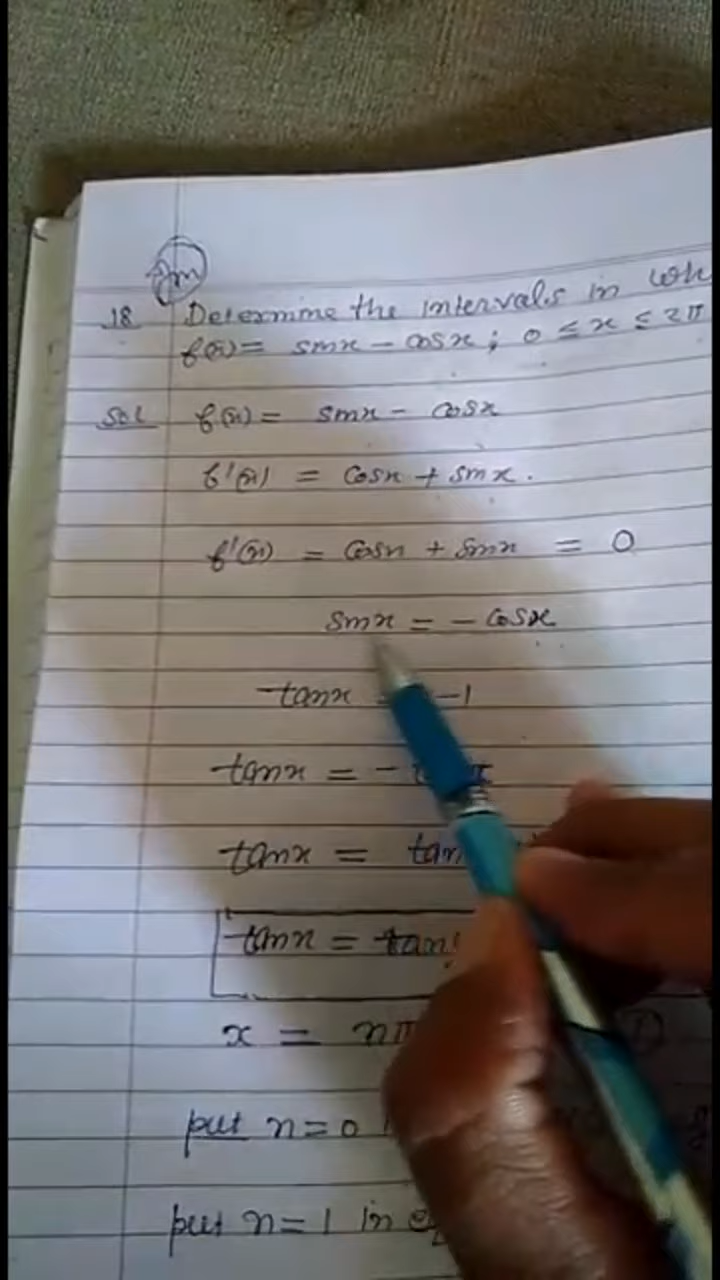 18 Determine the intervals in
f(x) = sinx - cosx ; 0 ≤ x ≤ 2π
Sol f(x) = sinx - cosx
f'(x) = cosx + sinx .
f'(x) = cosx + sinx = 0
sinx = - cosx
tanx -1
tanx = -
tanx = tan
tanx = tan
x = nπ
put n=0
put n=1 in